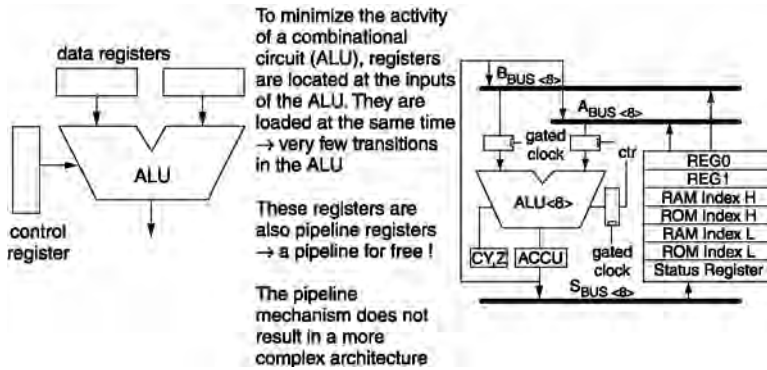 data registers
ALU
control
register
To minimize the activity
of a combinational
circuit (ALU), registers
are located at the inputs
of the ALU. They are
loaded at the same time
→ very few transitions
in the ALU
These registers are
also pipeline registers
→ a pipeline for free !
The pipeline
mechanism does not
result in a more
complex architecture
B BUS <8>
A BUS <8>
gated
clock
ctr
ALU<8>
CY,Z
ACCU
gated
clock
S BUS <8>
REG0
REG1
RAM Index H
ROM Index H
RAM Index L
ROM Index L
Status Register